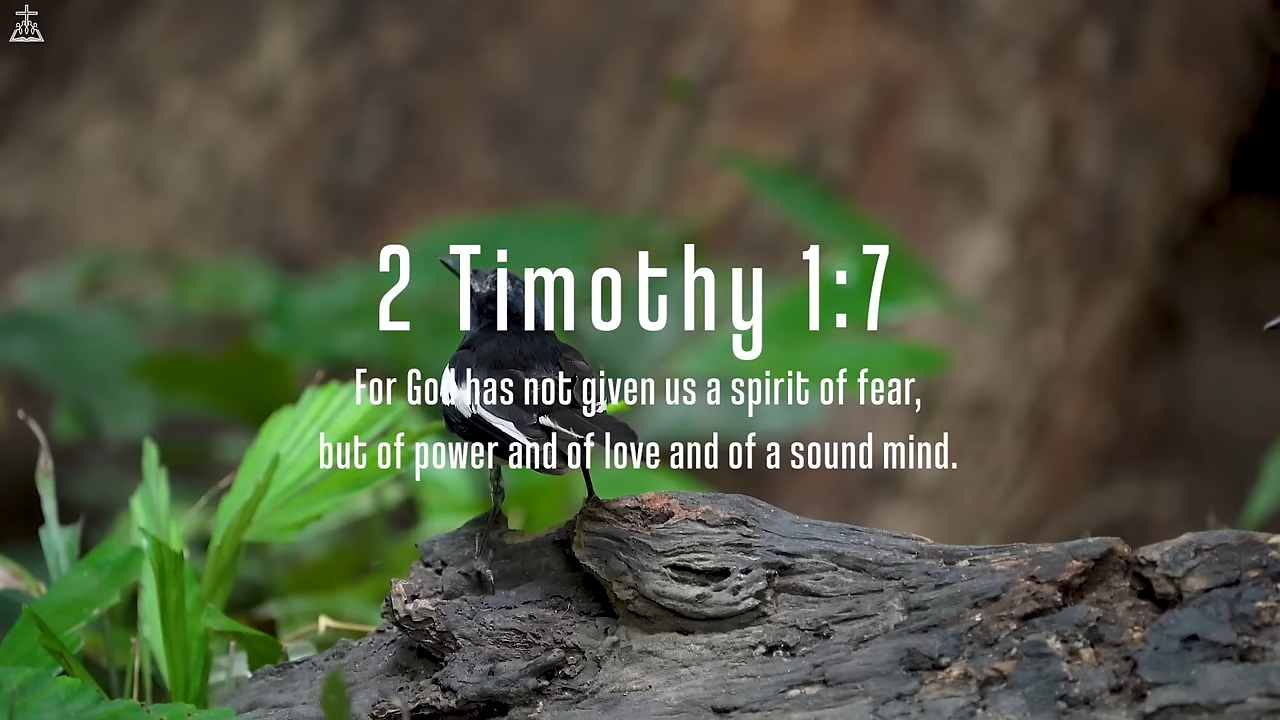 2 Timothy 1:7
For God has not given us a spirit of fear,
but of power and of love and of a sound mind.